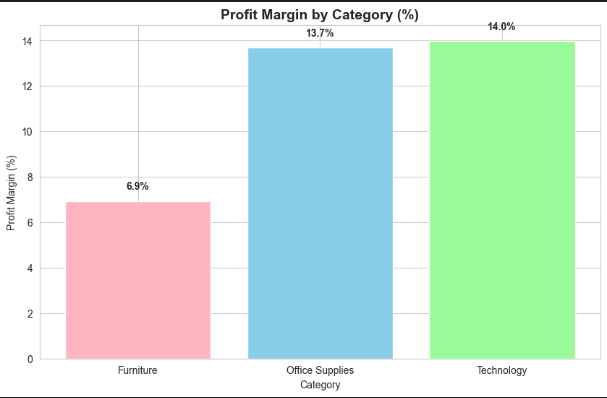 Profit Margin by Category (%)
14.0%
13.7%
6.9%
14
12
10
8
6
4
2
0
Profit Margin (%)
Furniture
Office Supplies
Technology
Category